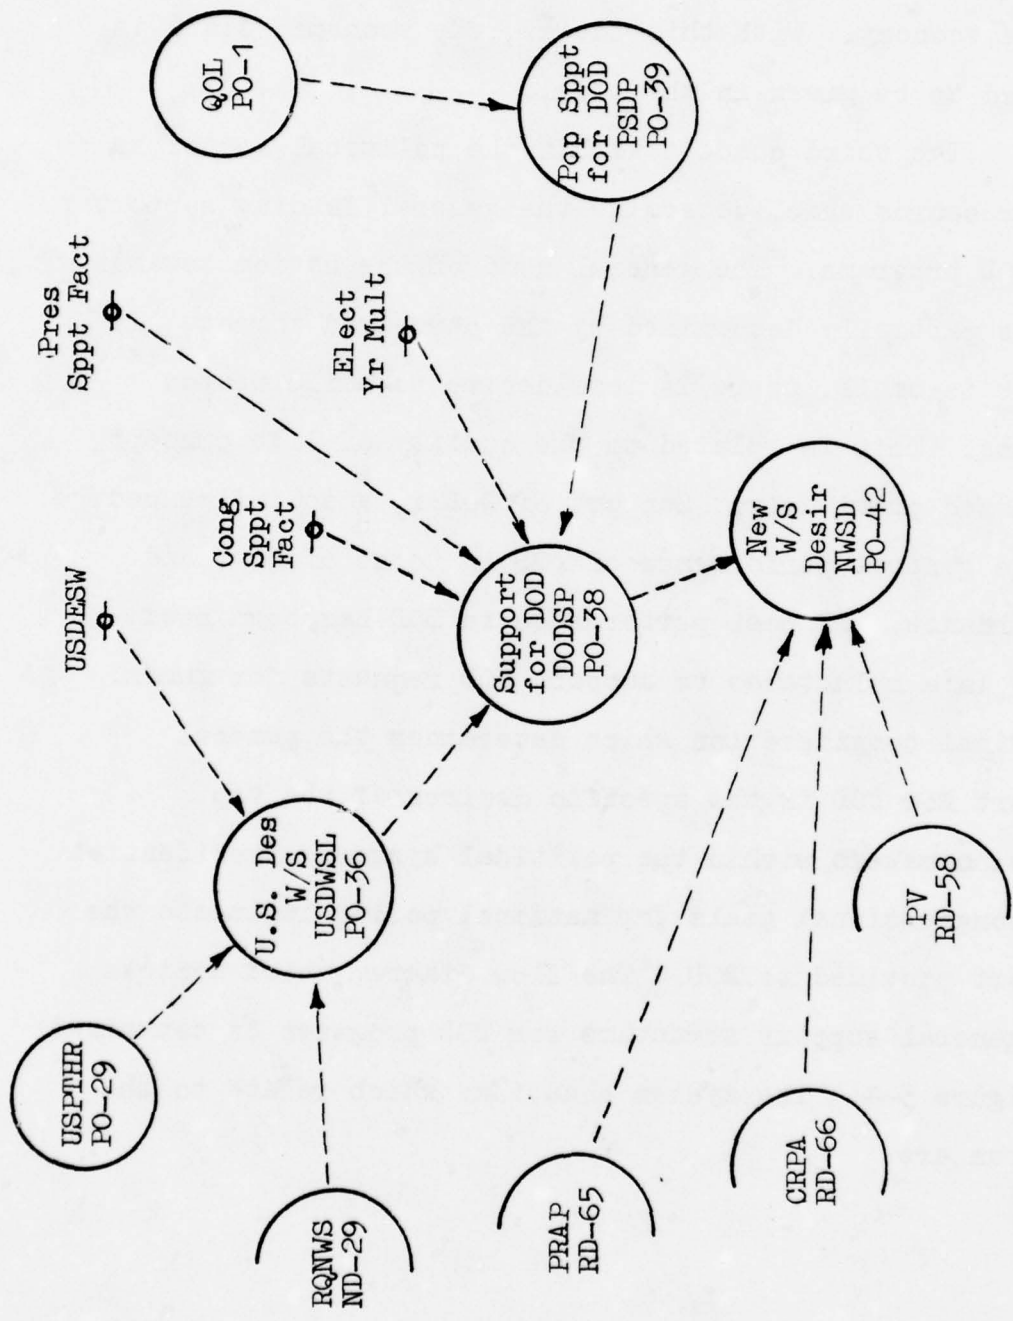 USPTHR
PO-29
USDESW
Pres
Sppt Fact
QOL
PO-1
RQNWS
ND-29
U.S. Des
W/S
USDWSL
PO-36
Cong
Sppt
Fact
Elect
Yr Mult
PRAP
RD-65
Support
for DOD
DODSP
PO-38
Pop Sppt
for DOD
PSDP
PO-39
CRPA
RD-66
New
W/S
Desir
NWSD
PO-42
PV
RD-58